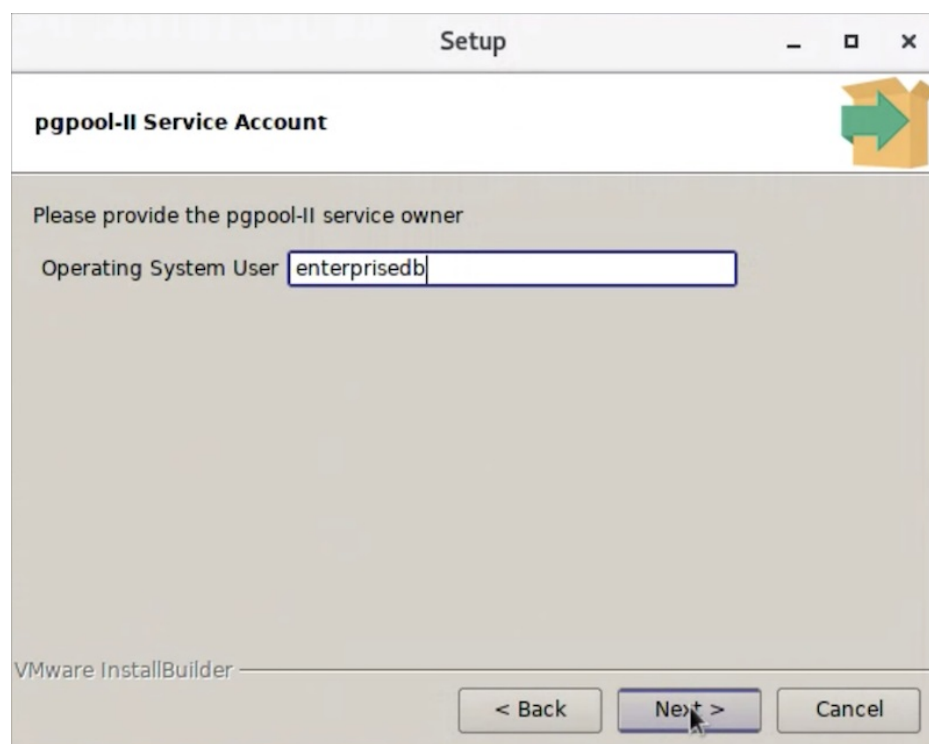 Setup
pgpool-II Service Account
Please provide the pgpool-II service owner
Operating System User enterprisedb
VMware InstallBuilder
< Back Next > Cancel